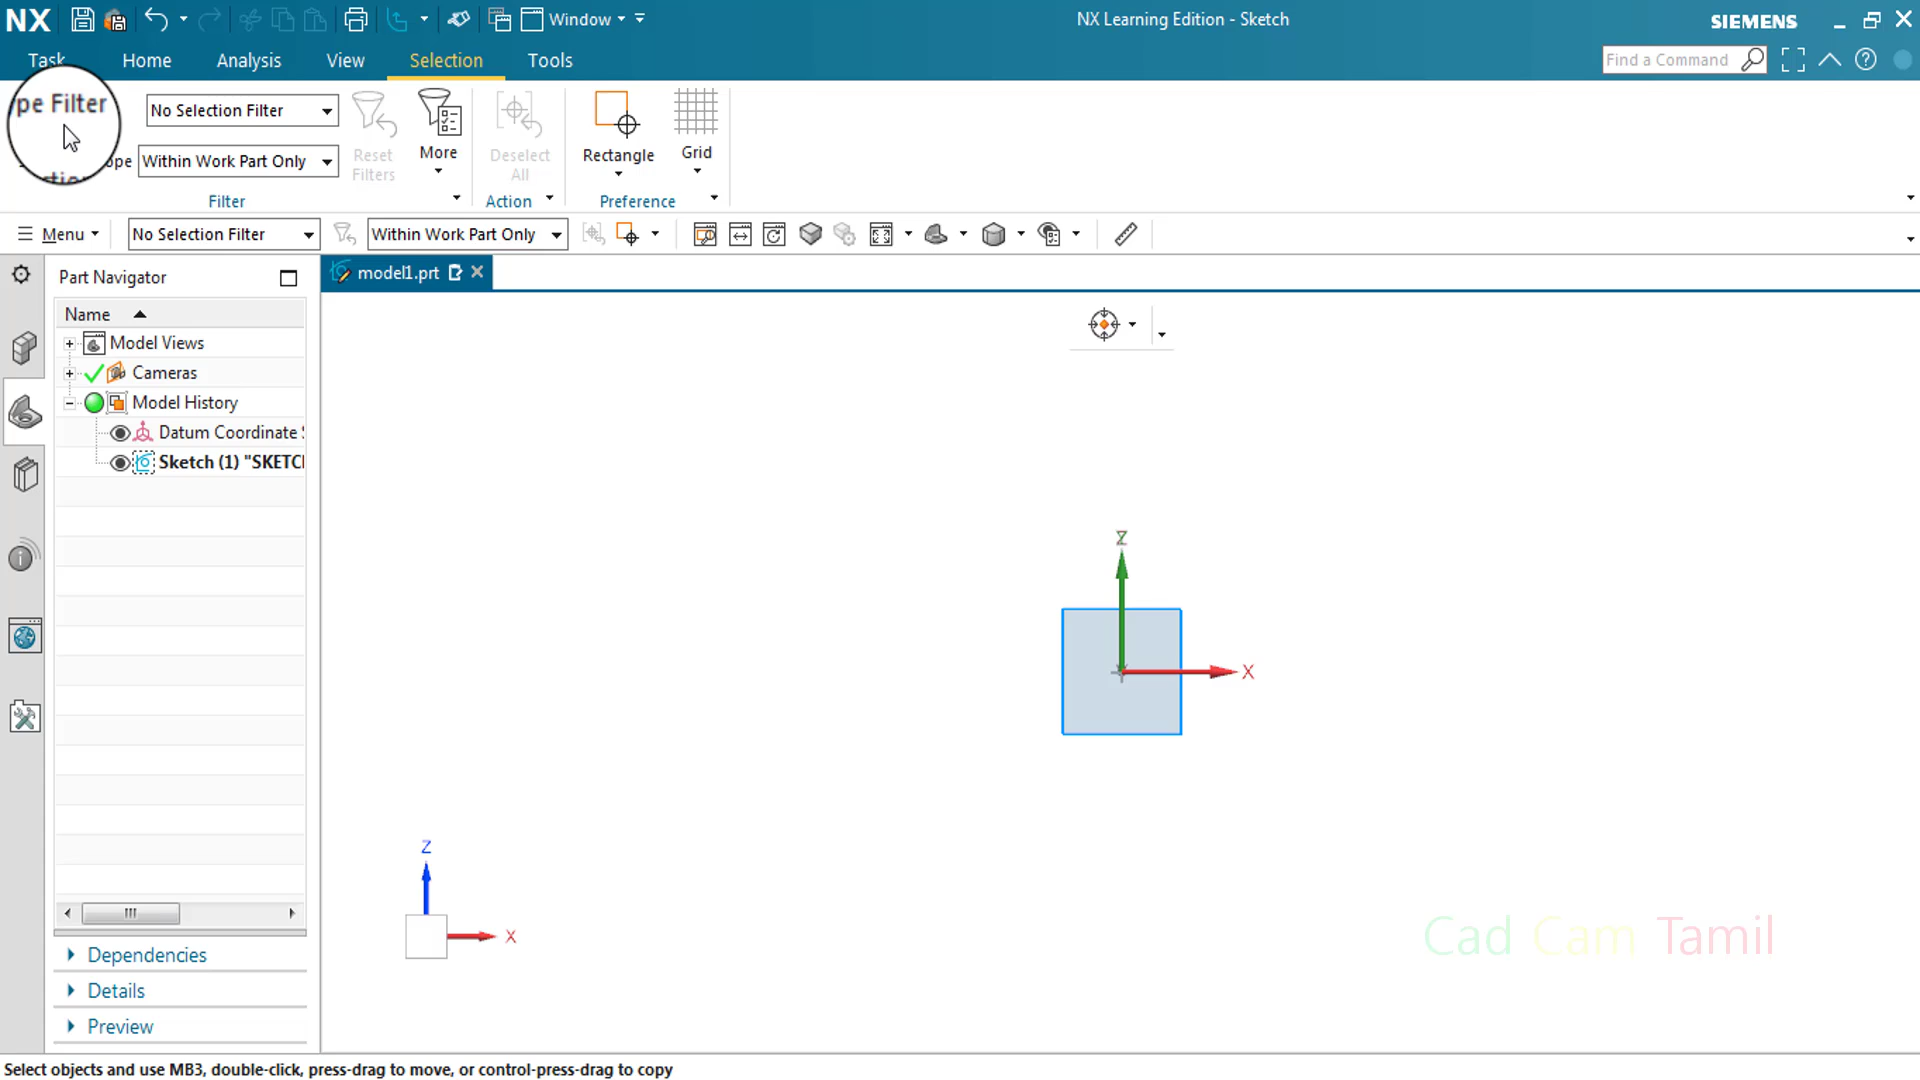 NX
Window
NX Learning Edition - Sketch
SIEMENS
Task
Home
Analysis
View
Selection
Tools
Find a Command
pe Filter
No Selection Filter
Within Work Part Only
Reset
Filters
More
Deselect
All
Rectangle
Grid
Filter
Action
Preference
Menu
No Selection Filter
Within Work Part Only
Part Navigator
model1.prt
Name
Model Views
Cameras
Model History
Datum Coordinate
Sketch (1) "SKETC
Z
X
Z
X
Cad Cam Tamil
Dependencies
Details
Preview
Select objects and use MB3, double-click, press-drag to move, or control-press-drag to copy